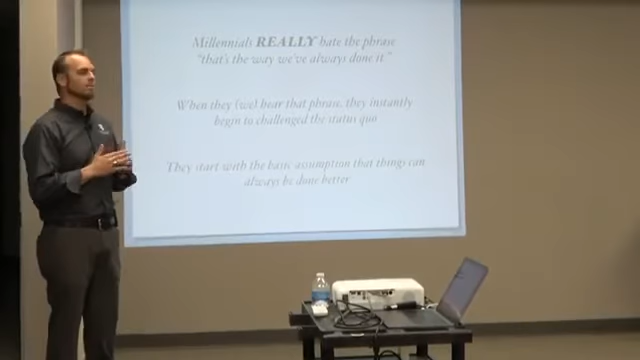 Millennials REALLY hate the phrase
"that's the way we've always done it"
When they (we) hear that phrase, they instantly
begin to challenged the status quo
They start with the basic assumption that things can
always be done better